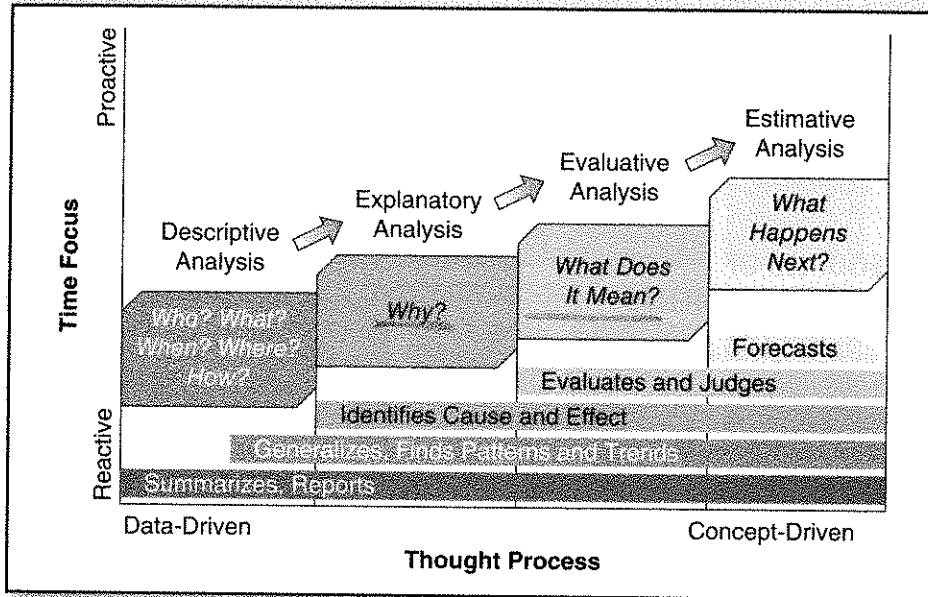 Proactive
Time Focus
Reactive
Estimative
Analysis
Evaluative
Analysis
Explanatory
Analysis
Descriptive
Analysis
What
Happens
Next?
What Does
It Mean?
Why?
Who? What?
When? Where?
How?
Forecasts
Evaluates and Judges
Identifies Cause and Effect
Generalizes, Finds Patterns and Trends
Summarizes, Reports
Data-Driven
Concept-Driven
Thought Process